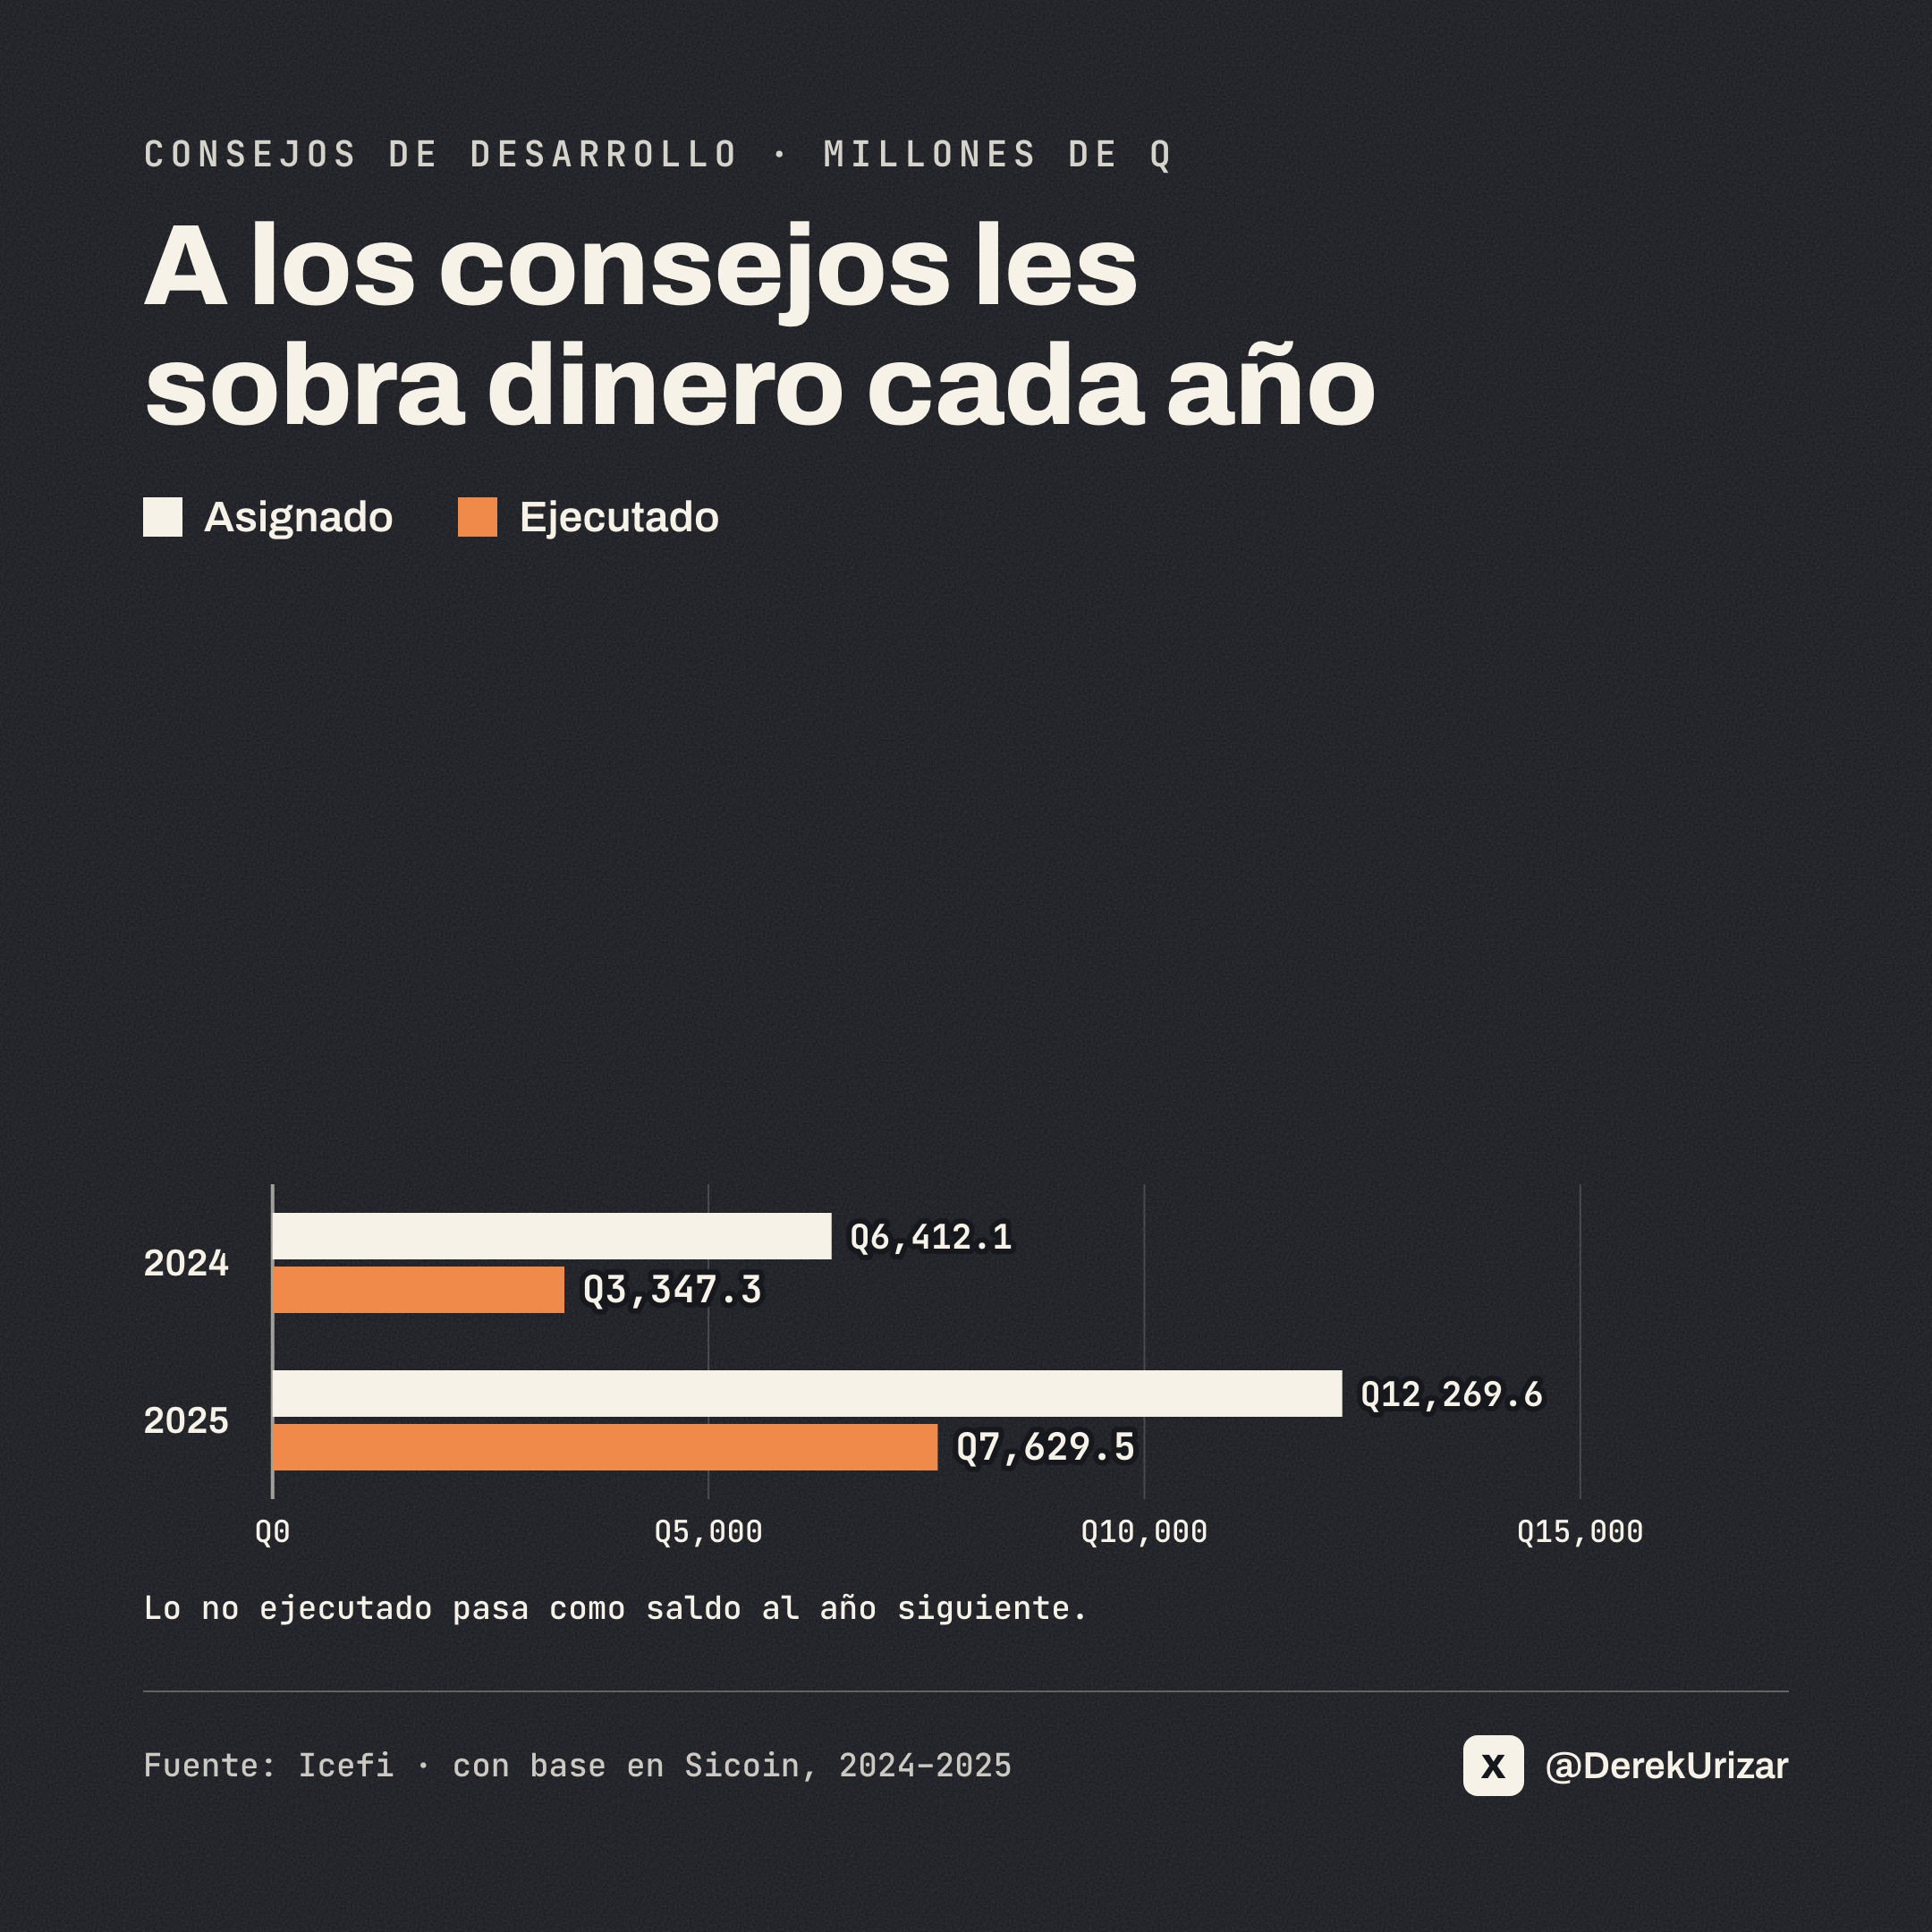 CONSEJOS DE DESARROLLO · MILLONES DE Q
A los consejos les
sobra dinero cada año
Asignado
Ejecutado
2024
Q6,412.1
Q3,347.3
2025
Q12,269.6
Q7,629.5
Q0
Q5,000
Q10,000
Q15,000
Lo no ejecutado pasa como saldo al año siguiente.
Fuente: Icefi · con base en Sicoin, 2024–2025
X @DerekUrizar